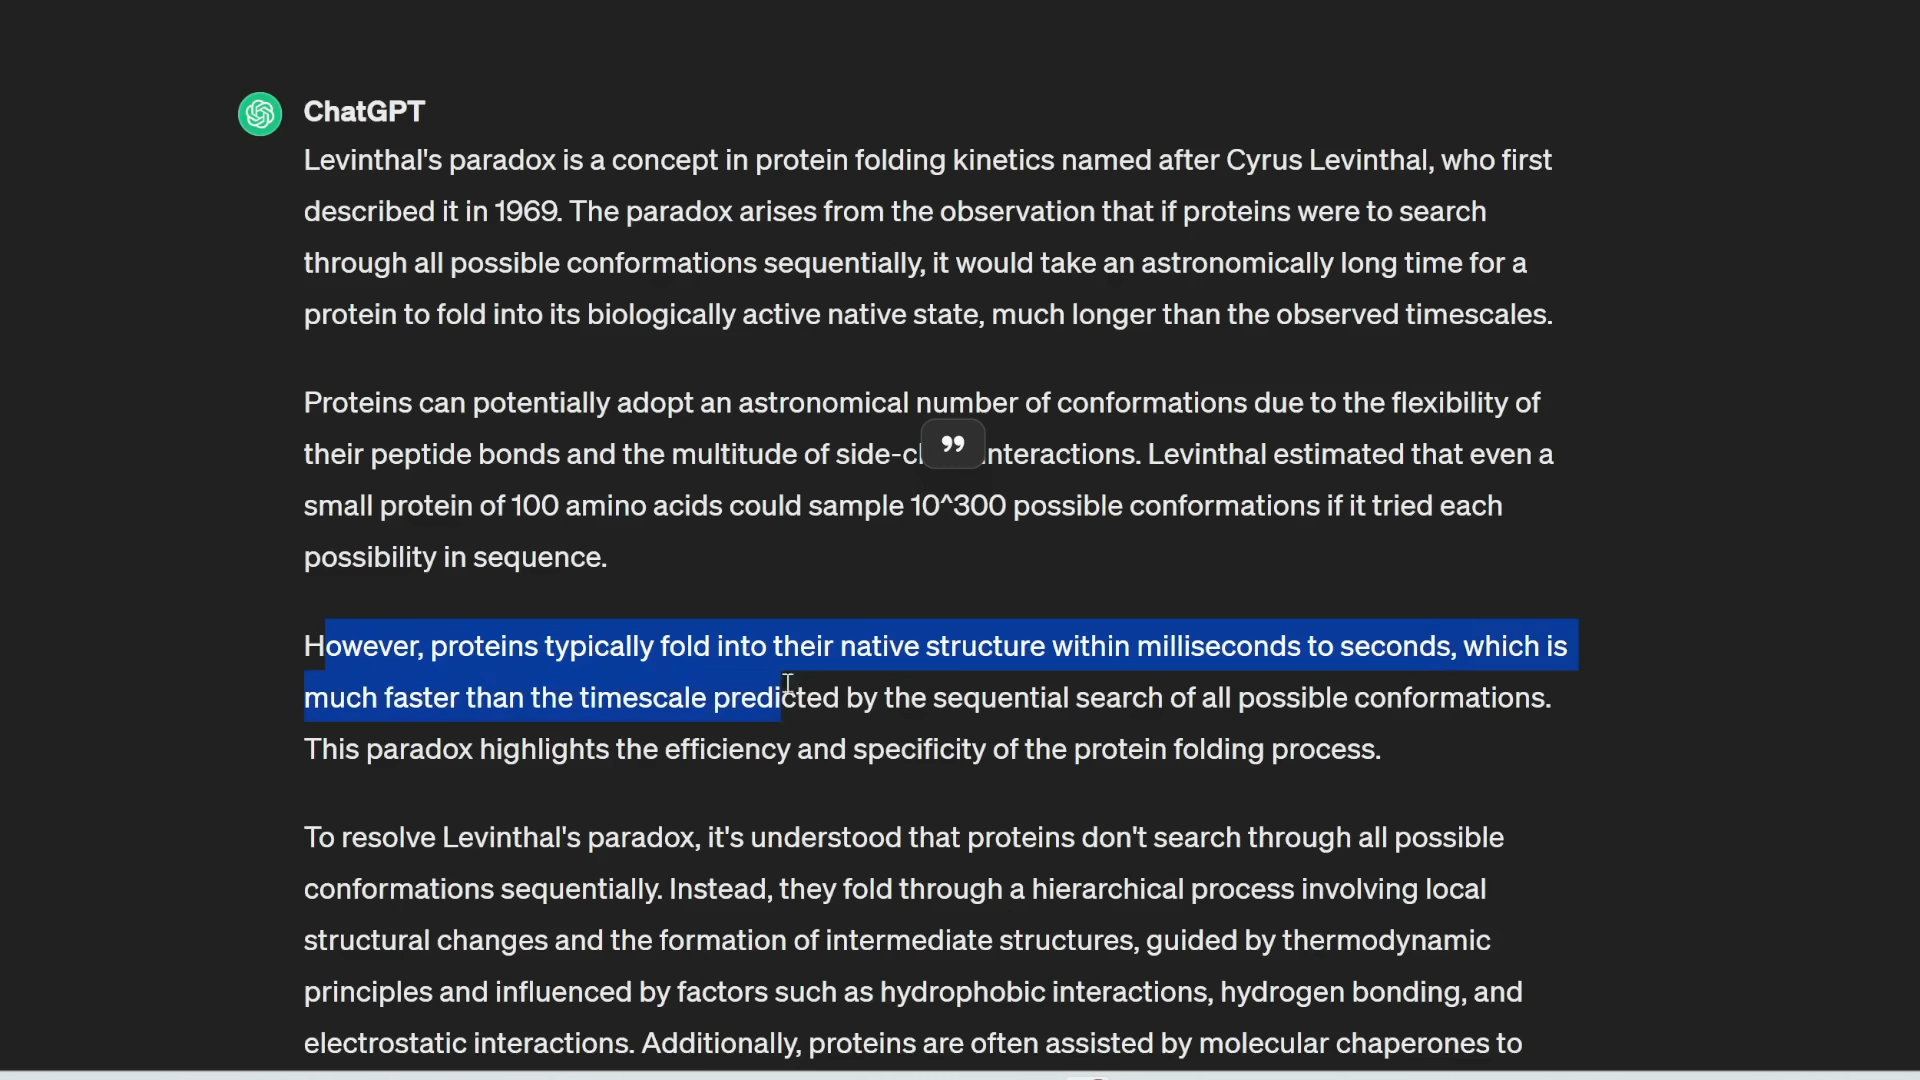 ChatGPT
Levinthal's paradox is a concept in protein folding kinetics named after Cyrus Levinthal, who first
described it in 1969. The paradox arises from the observation that if proteins were to search
through all possible conformations sequentially, it would take an astronomically long time for a
protein to fold into its biologically active native state, much longer than the observed timescales.
Proteins can potentially adopt an astronomical number of conformations due to the flexibility of
their peptide bonds and the multitude of side-c nteractions. Levinthal estimated that even a
small protein of 100 amino acids could sample 10^300 possible conformations if it tried each
possibility in sequence.
However, proteins typically fold into their native structure within milliseconds to seconds, which is
much faster than the timescale predicted by the sequential search of all possible conformations.
This paradox highlights the efficiency and specificity of the protein folding process.
To resolve Levinthal's paradox, it's understood that proteins don't search through all possible
conformations sequentially. Instead, they fold through a hierarchical process involving local
structural changes and the formation of intermediate structures, guided by thermodynamic
principles and influenced by factors such as hydrophobic interactions, hydrogen bonding, and
electrostatic interactions. Additionally, proteins are often assisted by molecular chaperones to